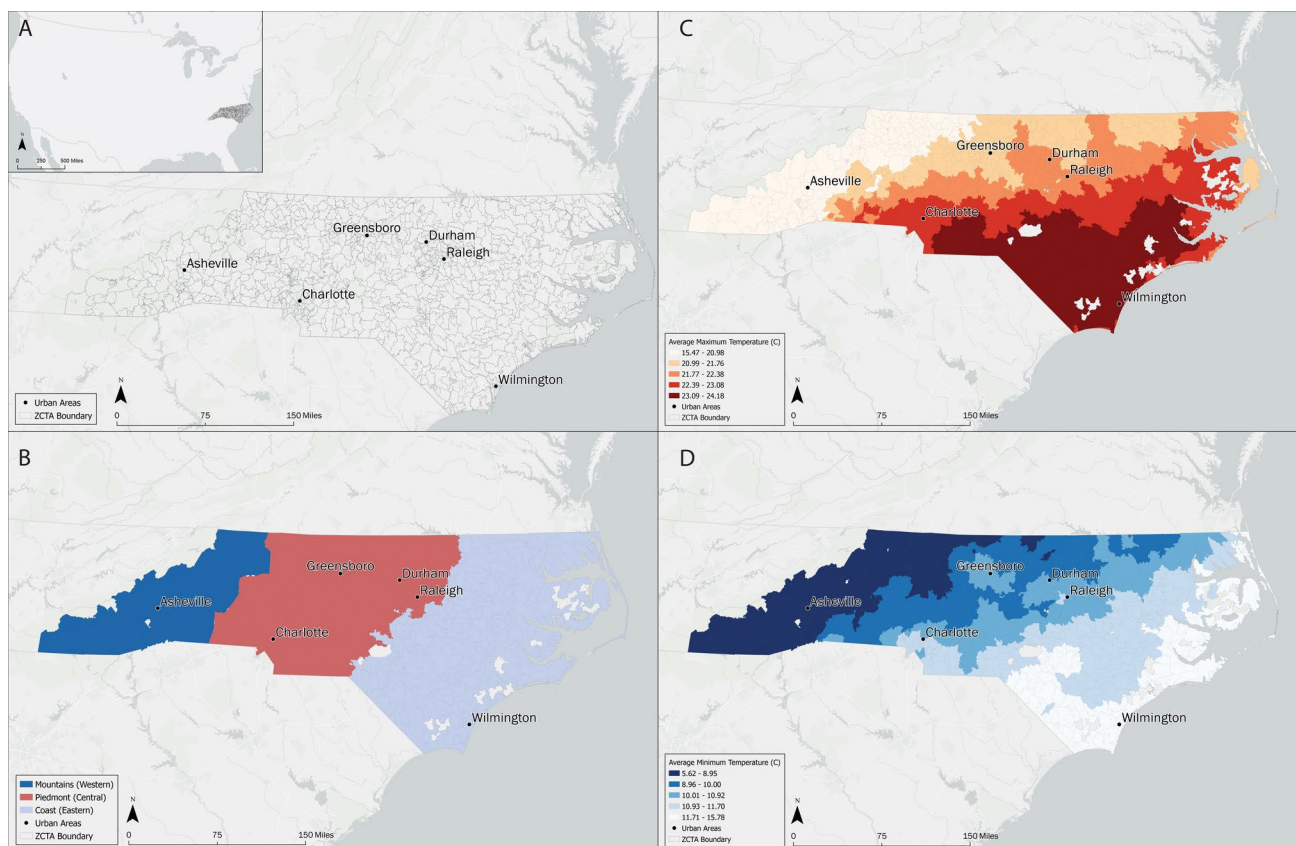 A
N
0 250 500 Miles
Greensboro
Durham
Raleigh
Asheville
Charlotte
Wilmington
Urban Areas
ZCTA Boundary
N
0 75 150 Miles
C
Greensboro
Durham
Raleigh
Asheville
Charlotte
Wilmington
Average Maximum Temperature (C)
15.47 - 20.98
20.99 - 21.76
21.77 - 22.38
22.39 - 23.08
23.09 - 24.18
Urban Areas
ZCTA Boundary
N
0 75 150 Miles
B
Greensboro
Durham
Raleigh
Asheville
Charlotte
Wilmington
Mountains (Western)
Piedmont (Central)
Coast (Eastern)
Urban Areas
ZCTA Boundary
N
0 75 150 Miles
D
Greensboro
Durham
Raleigh
Asheville
Charlotte
Wilmington
Average Minimum Temperature (C)
5.62 - 8.95
8.96 - 10.00
10.01 - 10.92
10.93 - 11.70
11.71 - 15.78
Urban Areas
ZCTA Boundary
N
0 75 150 Miles